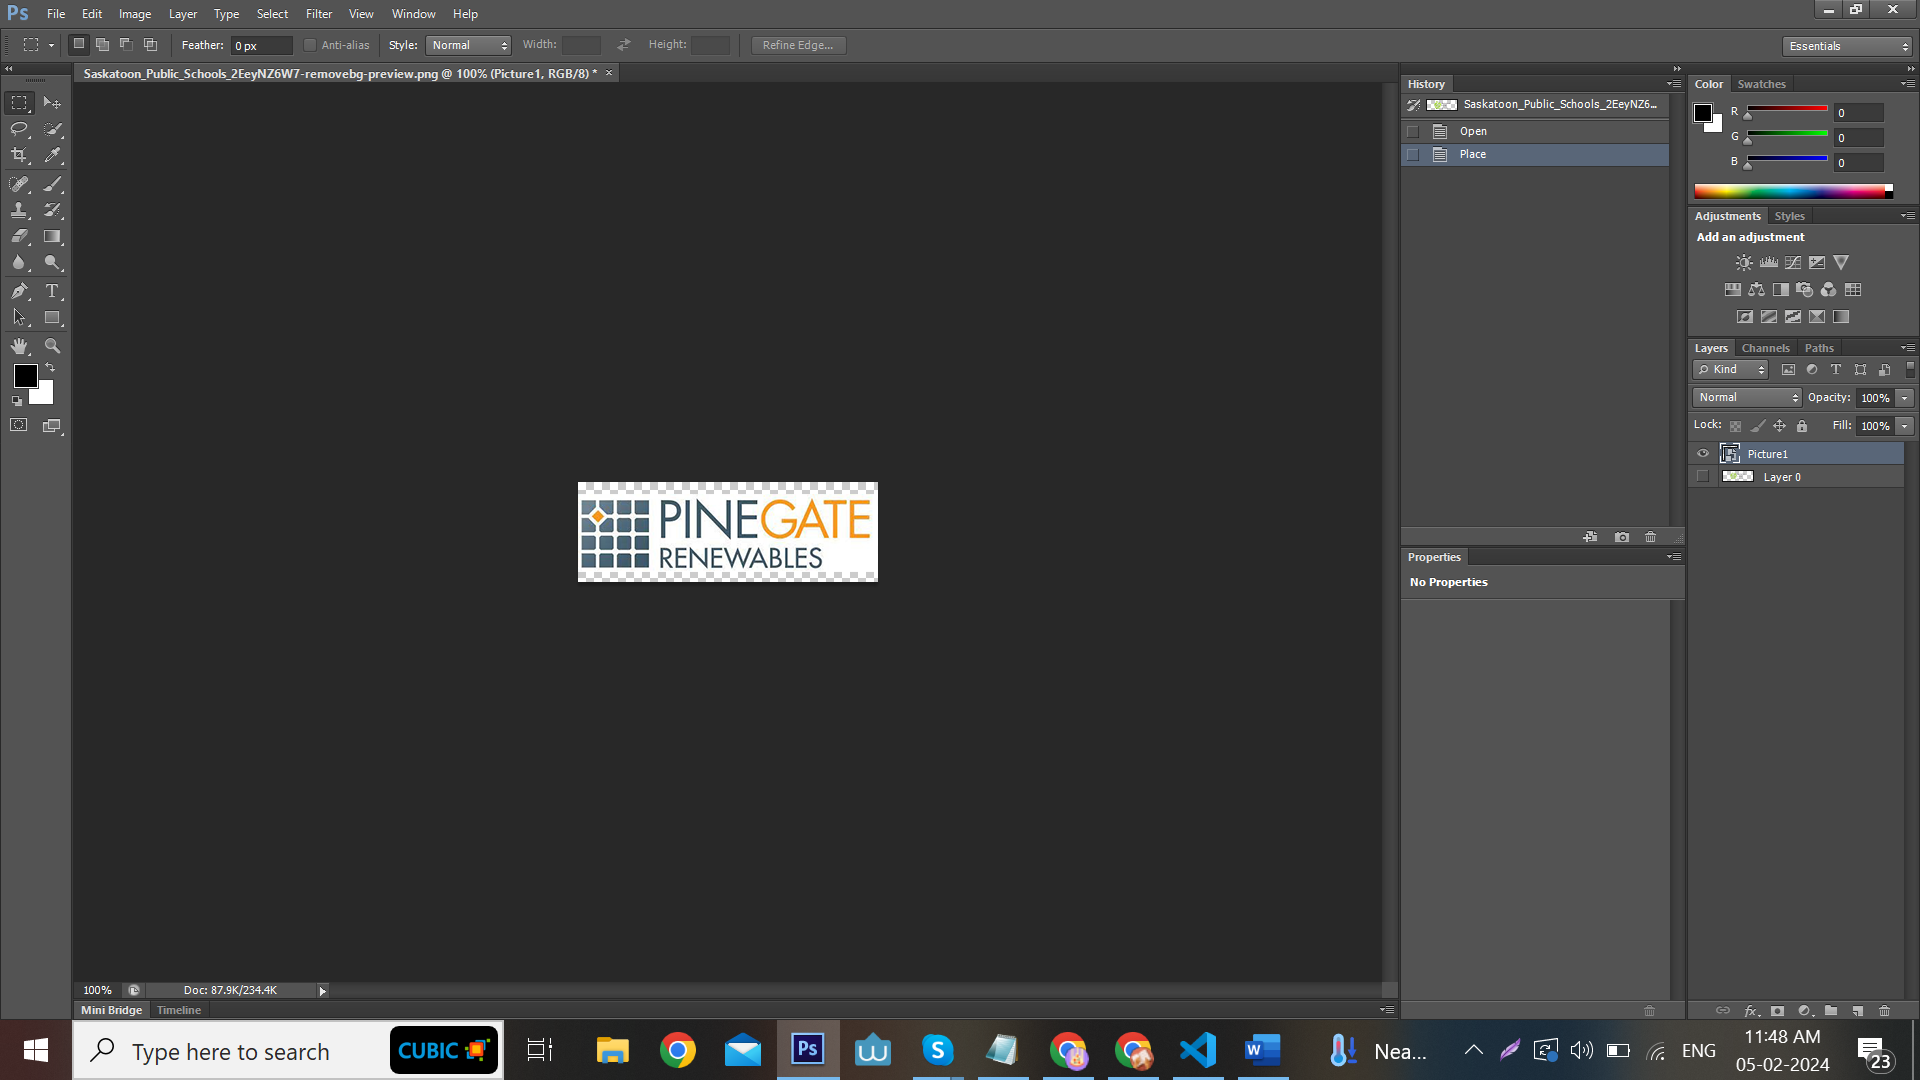 Ps File Edit Image Layer Type Select Filter View Window Help
Feather: 0 px Anti-alias Style: Normal Width: Height: Refine Edge... Essentials
Saskatoon_Public_Schools_2EeyNZ6W7-removebg-preview.png @ 100% (Picture1, RGB/8) * ×
PINEGATE
RENEWABLES
100% Doc: 87.9K/234.4K
Mini Bridge Timeline
History
Saskatoon_Public_Schools_2EeyNZ6...
Open
Place
Properties
No Properties
Color Swatches
R 0
G 0
B 0
Adjustments Styles
Add an adjustment
Layers Channels Paths
Kind
Normal Opacity: 100%
Lock: Fill: 100%
Picture1
Layer 0
Type here to search CUBIC Ps S W Nea... ENG 11:48 AM
05-02-2024
23